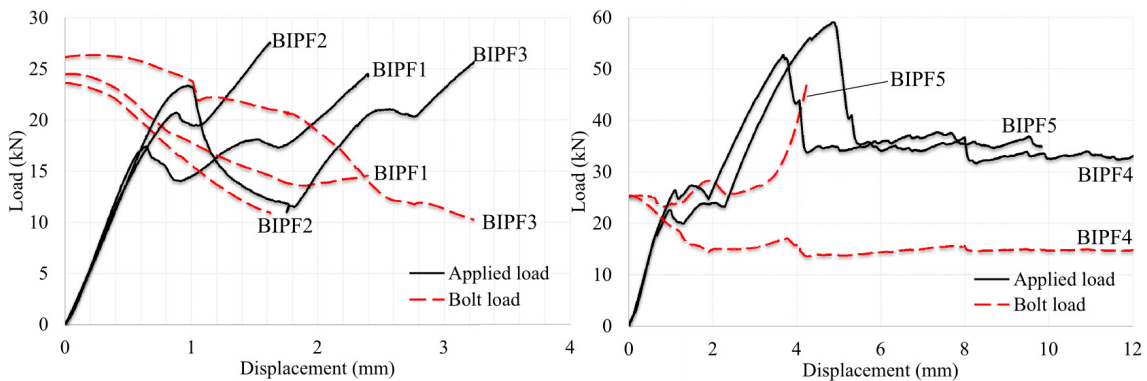 Load (kN)
30
25
20
15
10
5
0
BIPF2
BIPF1
BIPF3
BIPF1
BIPF2
BIPF3
Applied load
Bolt load
0 1 2 3 4
Displacement (mm)
Load (kN)
60
50
40
30
20
10
0
BIPF5
BIPF5
BIPF4
BIPF4
Applied load
Bolt load
0 2 4 6 8 10 12
Displacement (mm)